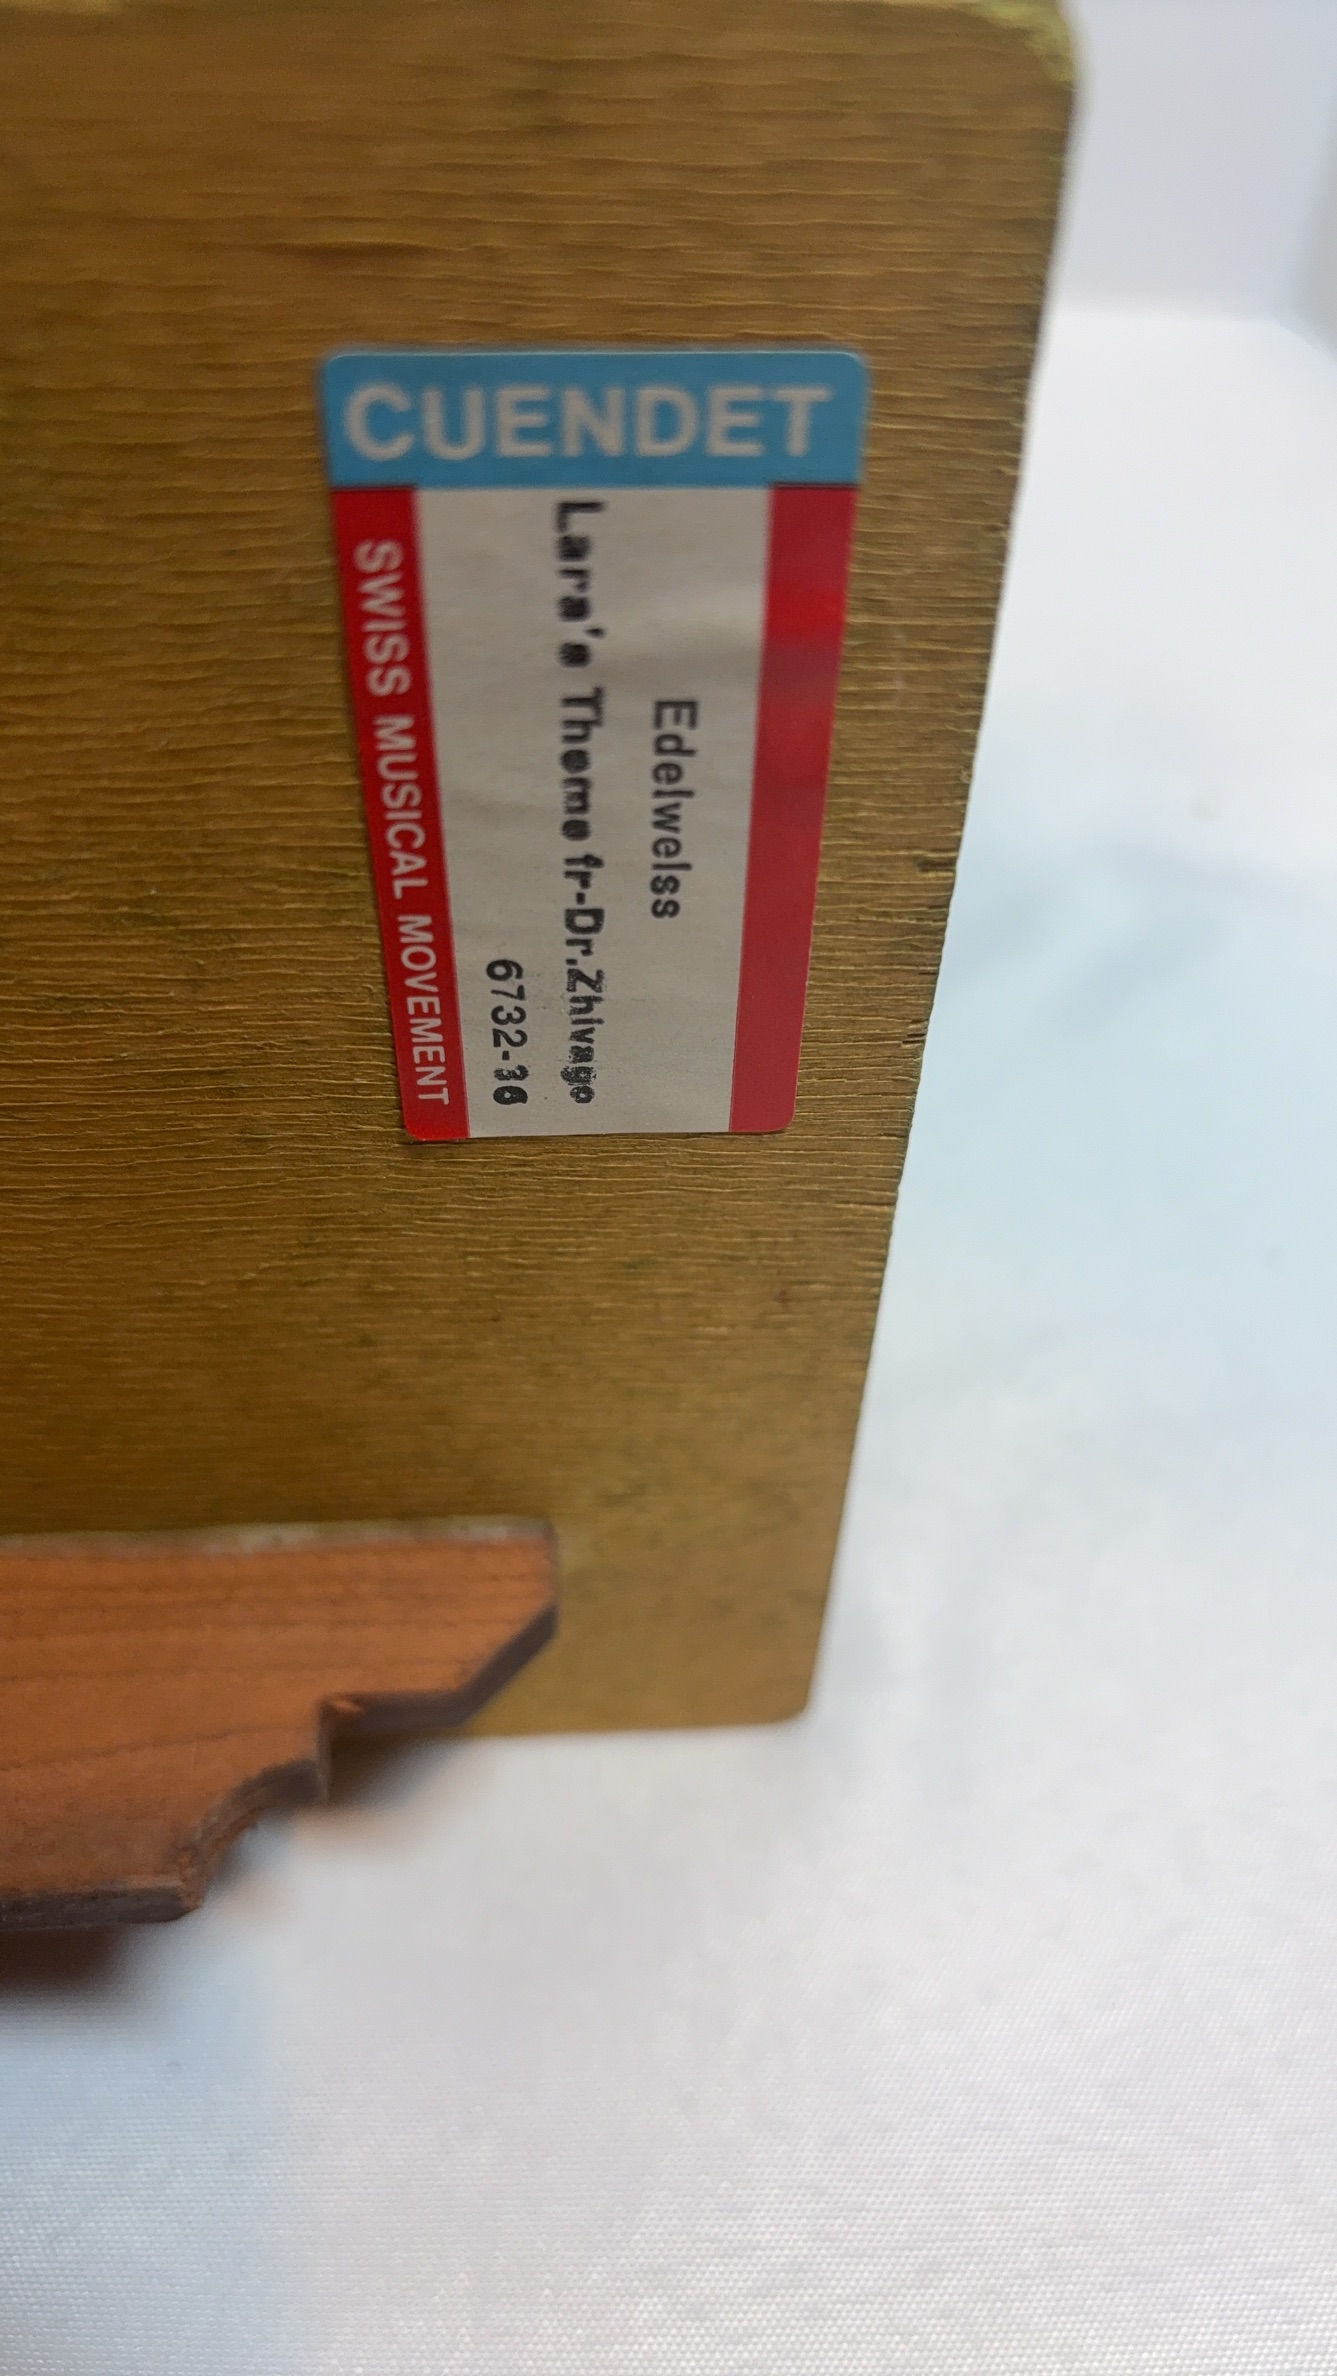 CUENDET
Edelweiss
Lara's Theme fr-Dr.Zhivago
6732-36
SWISS MUSICAL MOVEMENT